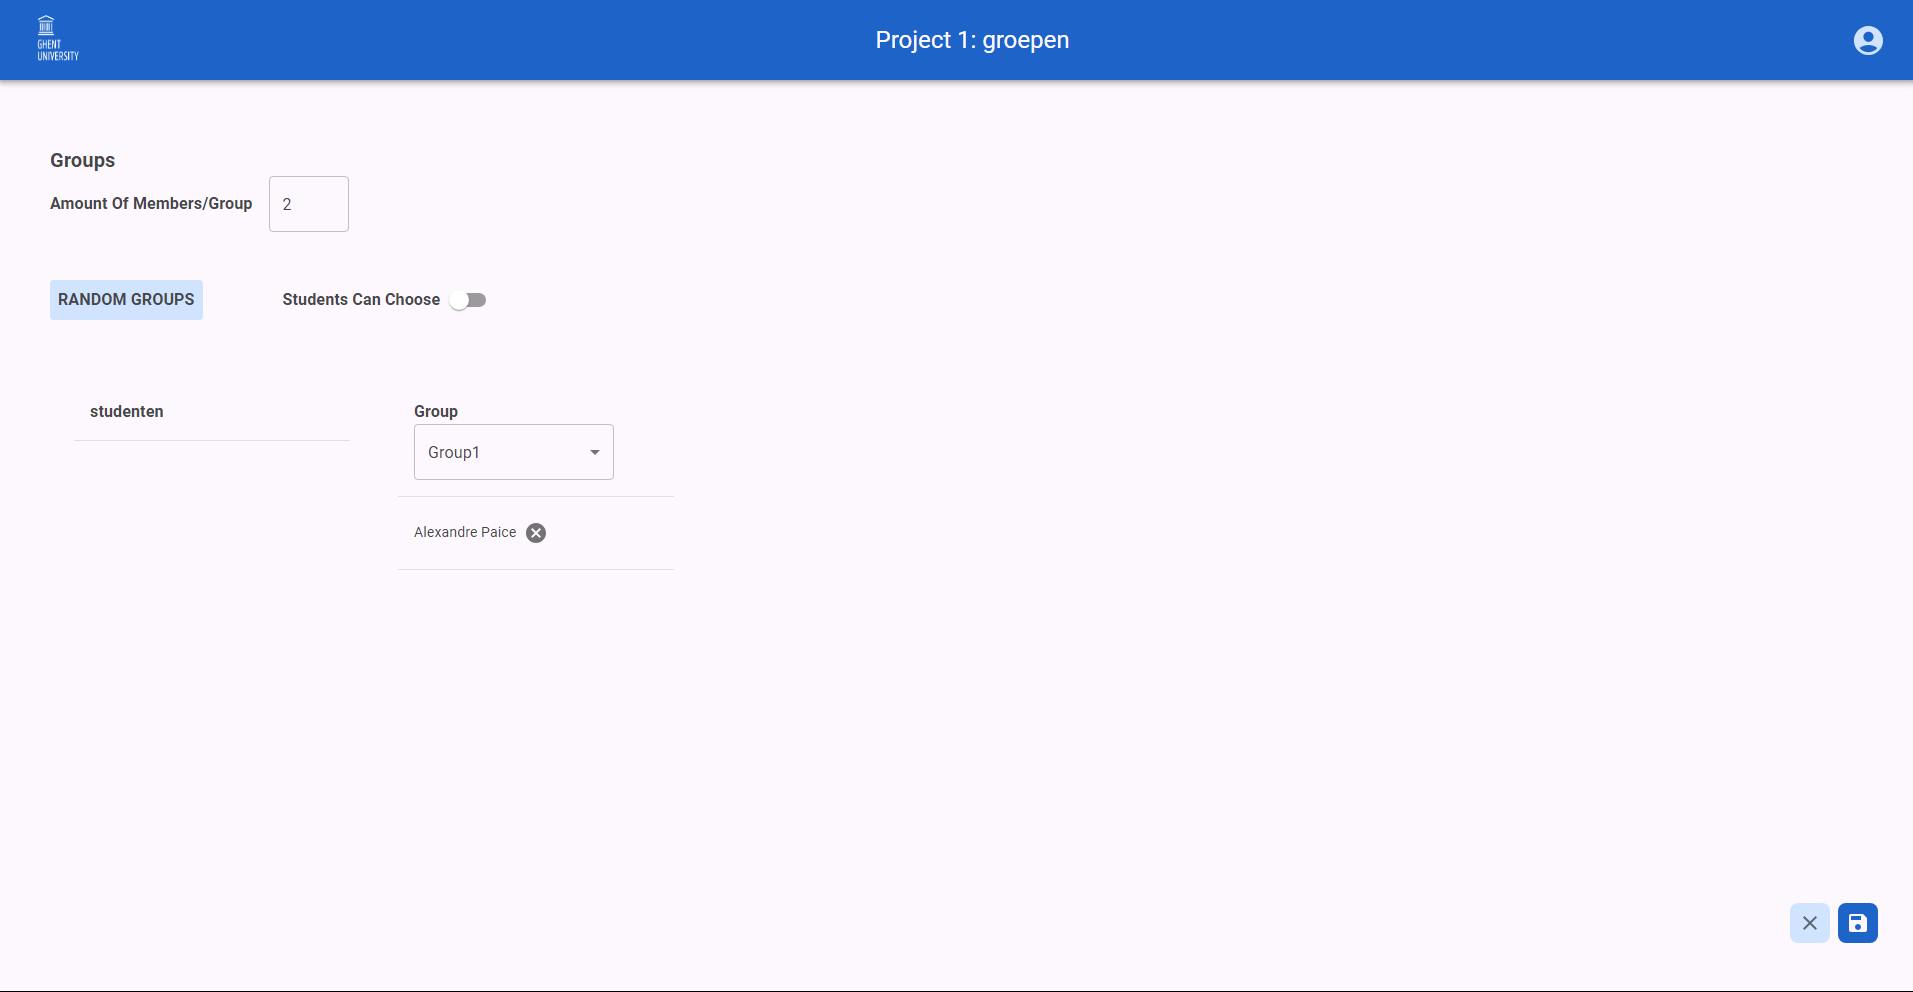 GHENT
UNIVERSITY
Project 1: groepen
Groups
Amount Of Members/Group
2
RANDOM GROUPS
Students Can Choose
studenten
Group
Group1
Alexandre Paice